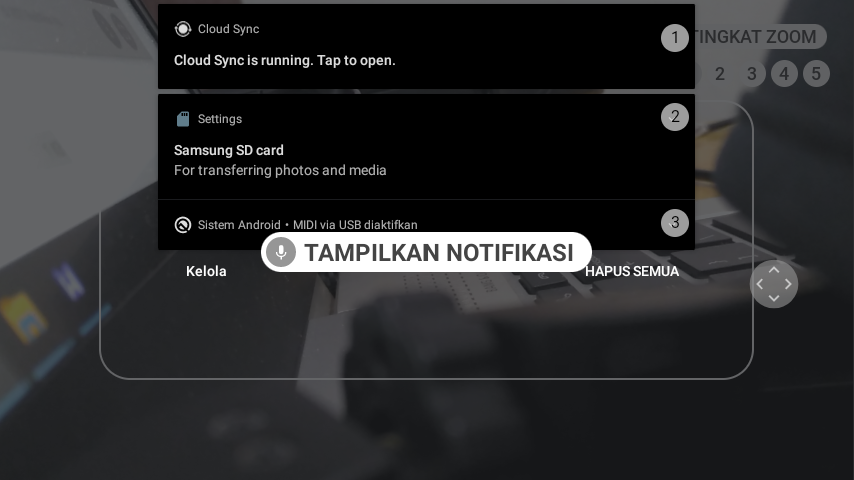 Cloud Sync
1
Cloud Sync is running. Tap to open.
TINGKAT ZOOM
2
3
4
5
Settings
2
Samsung SD card
For transferring photos and media
Sistem Android • MIDI via USB diaktifkan
3
TAMPILKAN NOTIFIKASI
Kelola
HAPUS SEMUA